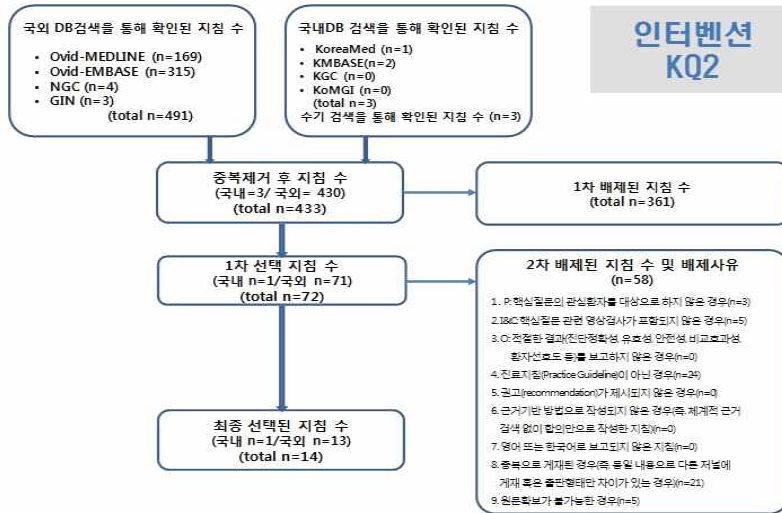 국외 DB검색을 통해 확인된 지침 수
• Ovid-MEDLINE (n=169)
• Ovid-EMBASE (n=315)
• NGC (n=4)
• GIN (n=3)
(total n=491)
국내DB 검색을 통해 확인된 지침 수
• KoreaMed (n=1)
• KMBASE(n=2)
• KGC (n=0)
• KoMGI (n=0)
(total n=3)
수기 검색을 통해 확인된 지침 수 (n=3)
인터벤션
KQ2
중복제거 후 지침 수
(국내=3/ 국외= 430)
(total n=433)
1차 배제된 지침 수
(total n=361)
1차 선택 지침 수
(국내 n=1/국외 n=71)
(total n=72)
2차 배제된 지침 수 및 배제사유
(n=58)
1. P:핵심질문의 관심환자를 대상으로 하지 않은 경우(n=3)
2.I&C:핵심질문 관련 영상검사가 포함되지 않은 경우(n=5)
3. O: 적절한 결과(진단정확성, 유효성, 안전성, 비교효과성,
환자선호도 등)를 보고하지 않은 경우(n=0)
4. 진료지침(Practice Guideline)이 아닌 경우(n=24)
5. 권고(recommendation)가 제시되지 않은 경우(n=0)
6. 근거기반 방법으로 작성되지 않은 경우(즉, 체계적 근거
검색 없이 합의만으로 작성한 지침)(n=0)
7. 영어 또는 한국어로 보고되지 않은 지침(n=0)
8. 중복으로 게재된 경우(즉, 동일 내용으로 다른 저널에
게재 혹은 출판형태만 차이가 있는 경우)(n=21)
9. 원문확보가 불가능한 경우(n=5)
최종 선택된 지침 수
(국내 n=1/국외 n=13)
(total n=14)